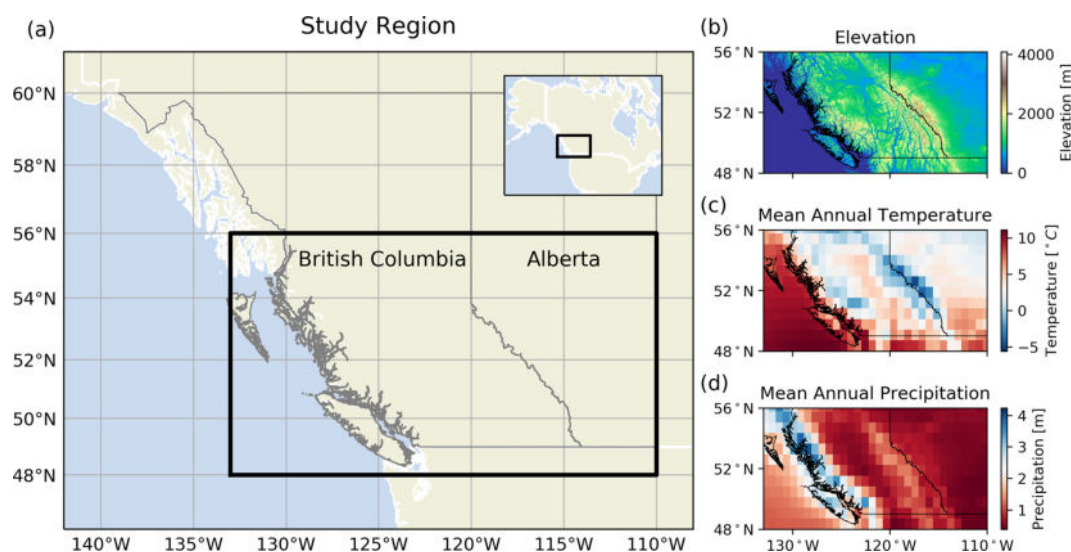 (a)
Study Region
60°N
58°N
56°N
54°N
52°N
50°N
48°N
British Columbia
Alberta
140°W
135°W
130°W
125°W
120°W
115°W
110°W
(b)
Elevation
56°N
52°N
48°N
4000
2000
0
Elevation [m]
(c)
Mean Annual Temperature
56°N
52°N
48°N
10
5
0
−5
Temperature [°C]
(d)
Mean Annual Precipitation
56°N
52°N
48°N
130°W
120°W
110°W
4
3
2
1
Precipitation [m]